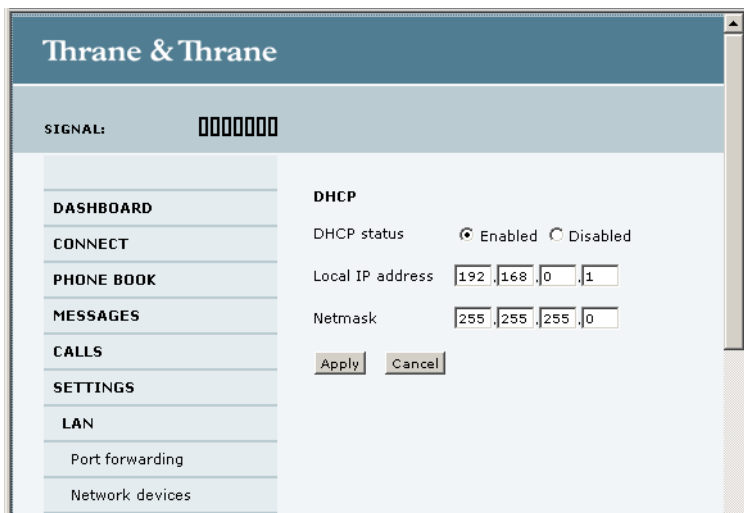 Thrane & Thrane
SIGNAL:
DASHBOARD
CONNECT
PHONE BOOK
MESSAGES
CALLS
SETTINGS
LAN
Port forwarding
Network devices
DHCP
DHCP status Enabled Disabled
Local IP address 192.168.0.1
Netmask 255.255.255.0
Apply Cancel